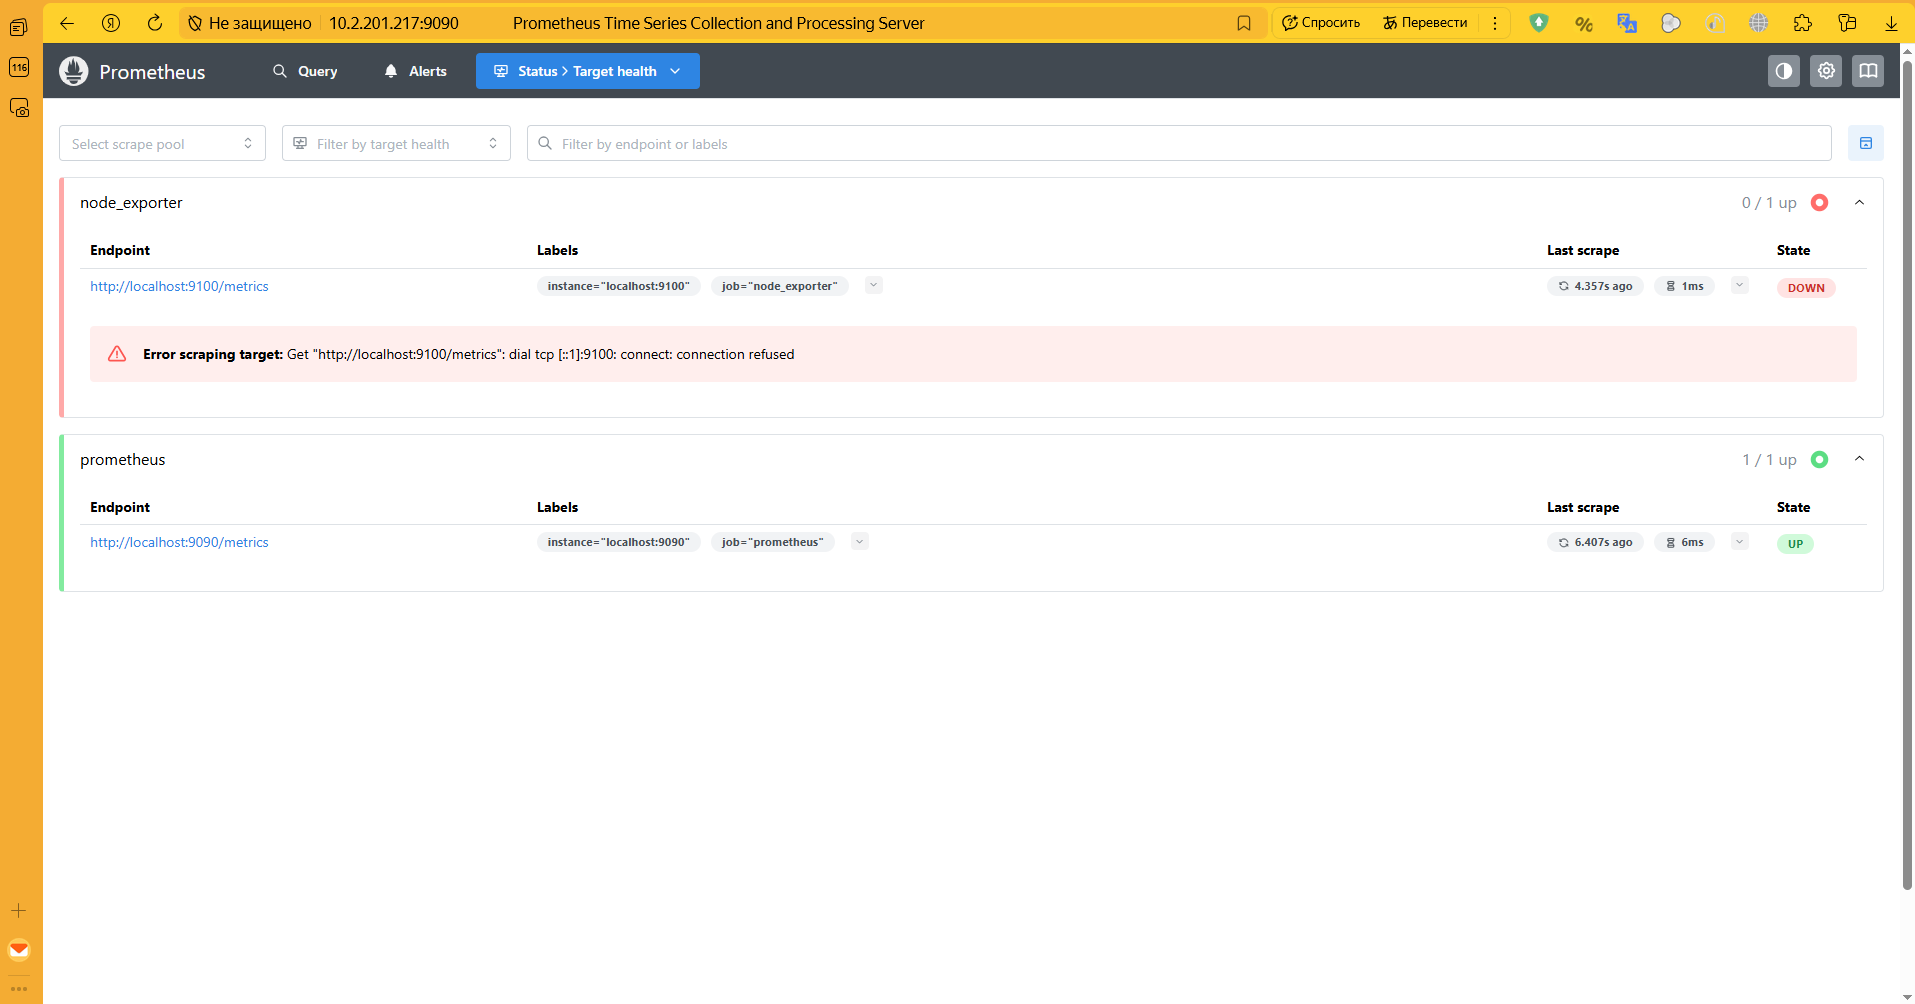 Не защищено 10.2.201.217:9090 Prometheus Time Series Collection and Processing Server Спросить Перевести
116
Prometheus Query Alerts Status > Target health
Select scrape pool Filter by target health Filter by endpoint or labels
node_exporter 0 / 1 up
Endpoint Labels Last scrape State
http://localhost:9100/metrics instance="localhost:9100" job="node_exporter" 4.357s ago 1ms DOWN
Error scraping target: Get "http://localhost:9100/metrics": dial tcp [::1]:9100: connect: connection refused
prometheus 1 / 1 up
Endpoint Labels Last scrape State
http://localhost:9090/metrics instance="localhost:9090" job="prometheus" 6.407s ago 6ms UP